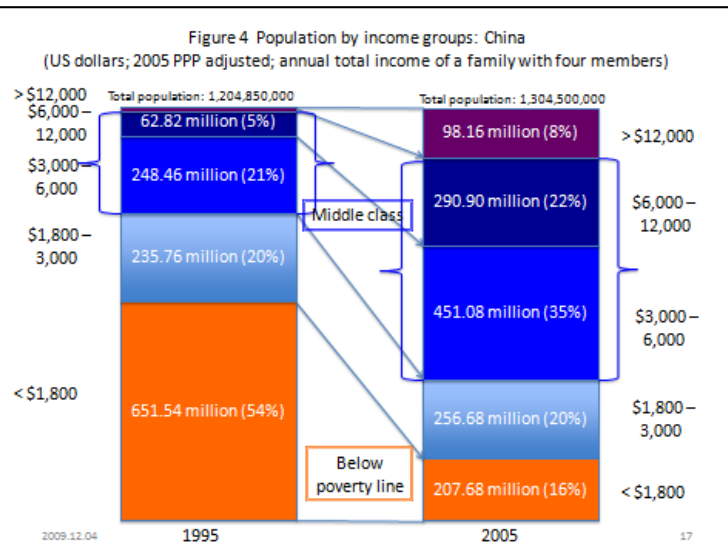 Figure 4 Population by income groups: China
(US dollars; 2005 PPP adjusted; annual total income of a family with four members)
> $12,000
Total population: 1,204,850,000
Total population: 1,304,500,000
$6,000 –
12,000
62.82 million (5%)
98.16 million (8%)
> $12,000
$3,000 –
6,000
248.46 million (21%)
Middle class
290.90 million (22%)
$6,000 –
12,000
$1,800 –
3,000
235.76 million (20%)
451.08 million (35%)
$3,000 –
6,000
< $1,800
651.54 million (54%)
256.68 million (20%)
$1,800 –
3,000
Below
poverty line
207.68 million (16%)
< $1,800
2009.12.04
1995
2005
17